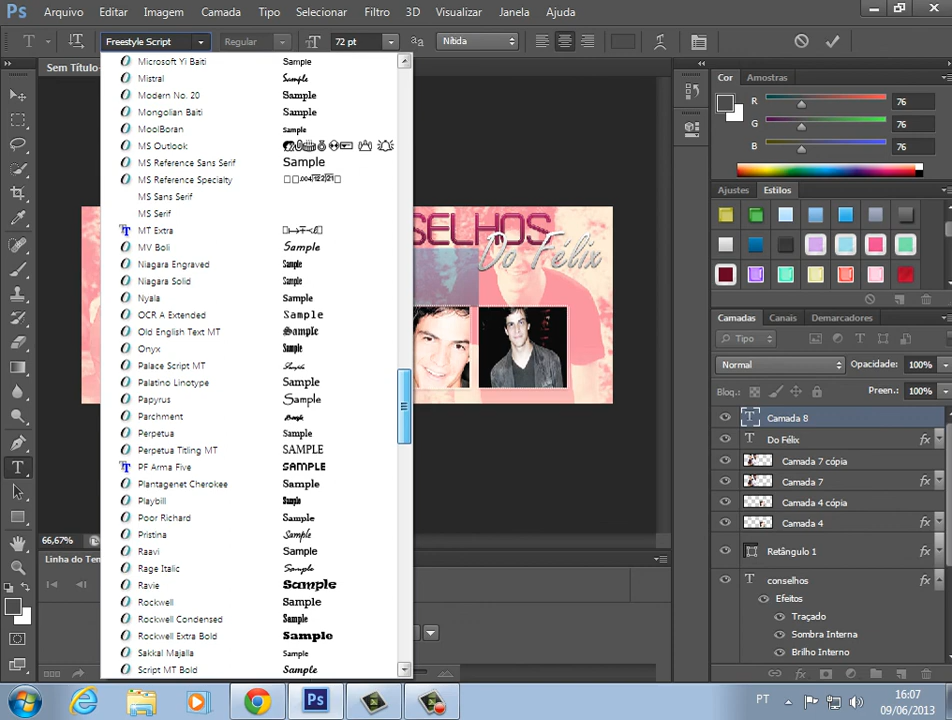 Ps Arquivo Editar Imagem Camada Tipo Selecionar Filtro 3D Visualizar Janela Ajuda
T Freestyle Script Regular 72 pt aa Nítida
Sem Título-
Microsoft Yi Baiti Sample
Mistral Sample
Modern No. 20 Sample
Mongolian Baiti Sample
MoolBoran Sample
MS Outlook
MS Reference Sans Serif Sample
MS Reference Specialty
MS Sans Serif
MS Serif
MT Extra
MV Boli Sample
Niagara Engraved Sample
Niagara Solid Sample
Nyala Sample
OCR A Extended Sample
Old English Text MT Sample
Onyx Sample
Palace Script MT Sample
Palatino Linotype Sample
Papyrus Sample
Parchment Sample
Perpetua Sample
Perpetua Titling MT SAMPLE
PF Arma Five SAMPLE
Plantagenet Cherokee Sample
Playbill Sample
Poor Richard Sample
Pristina Sample
Raavi Sample
Rage Italic Sample
Ravie Sample
Rockwell Sample
Rockwell Condensed Sample
Rockwell Extra Bold Sample
Sakkal Majalla Sample
Script MT Bold Sample
SELHOS
Do Félix
66,67%
Linha do Tem
Cor Amostras
R 76
G 76
B 76
Ajustes Estilos
Camadas Canais Demarcadores
Tipo
Normal Opacidade: 100%
Bloq.: Preen.: 100%
T Camada 8
T Do Félix fx
Camada 7 cópia
Camada 7 fx
Camada 4 cópia
Camada 4 fx
Retângulo 1 fx
T conselhos fx
Efeitos
Traçado
Sombra Interna
Brilho Interno
PT 16:07
09/06/2013